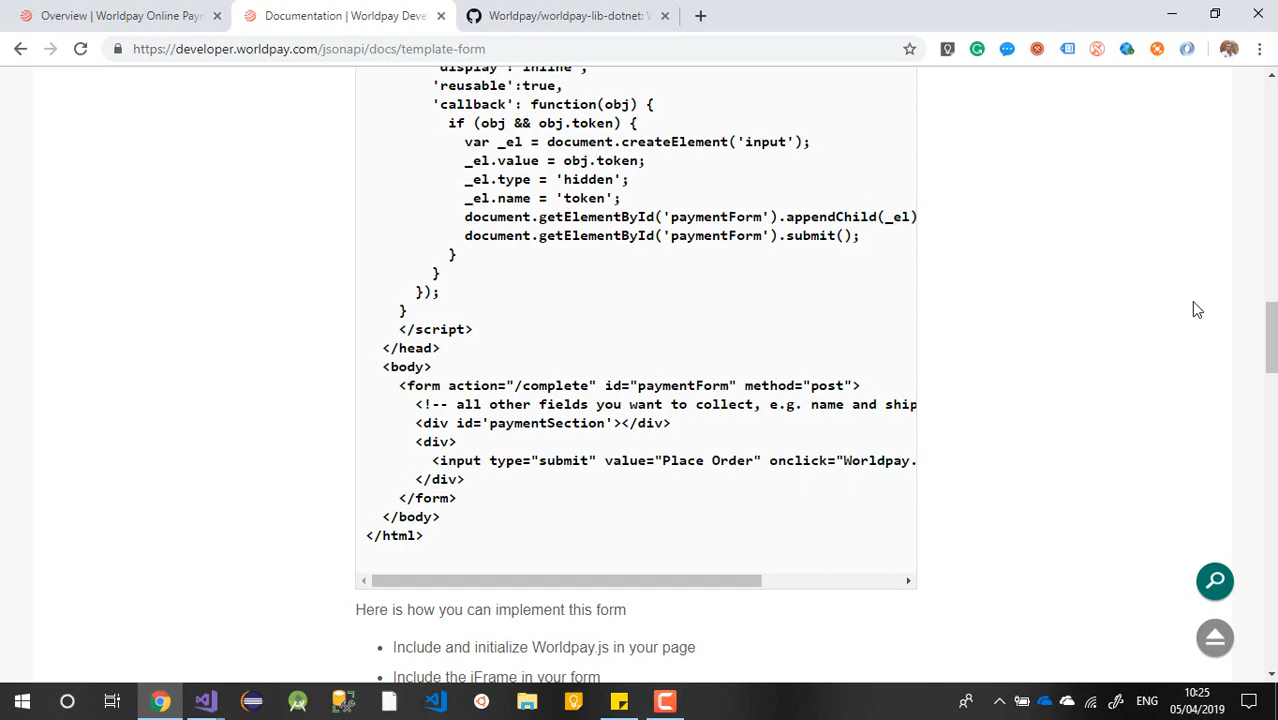 Overview | Worldpay Online Payn
Documentation | Worldpay Deve
Worldpay/worldpay-lib-dotnet: W
https://developer.worldpay.com/jsonapi/docs/template-form
'display':'inline',
'reusable':true,
'callback': function(obj) {
if (obj && obj.token) {
var _el = document.createElement('input');
_el.value = obj.token;
_el.type = 'hidden';
_el.name = 'token';
document.getElementById('paymentForm').appendChild(_el)
document.getElementById('paymentForm').submit();
}
}
});
}
</script>
</head>
<body>
<form action="/complete" id="paymentForm" method="post">
<!-- all other fields you want to collect, e.g. name and ship
<div id='paymentSection'></div>
<div>
<input type="submit" value="Place Order" onclick="Worldpay.
</div>
</form>
</body>
</html>
Here is how you can implement this form
Include and initialize Worldpay.js in your page
Include the iFrame in your form
ENG
10:25
05/04/2019